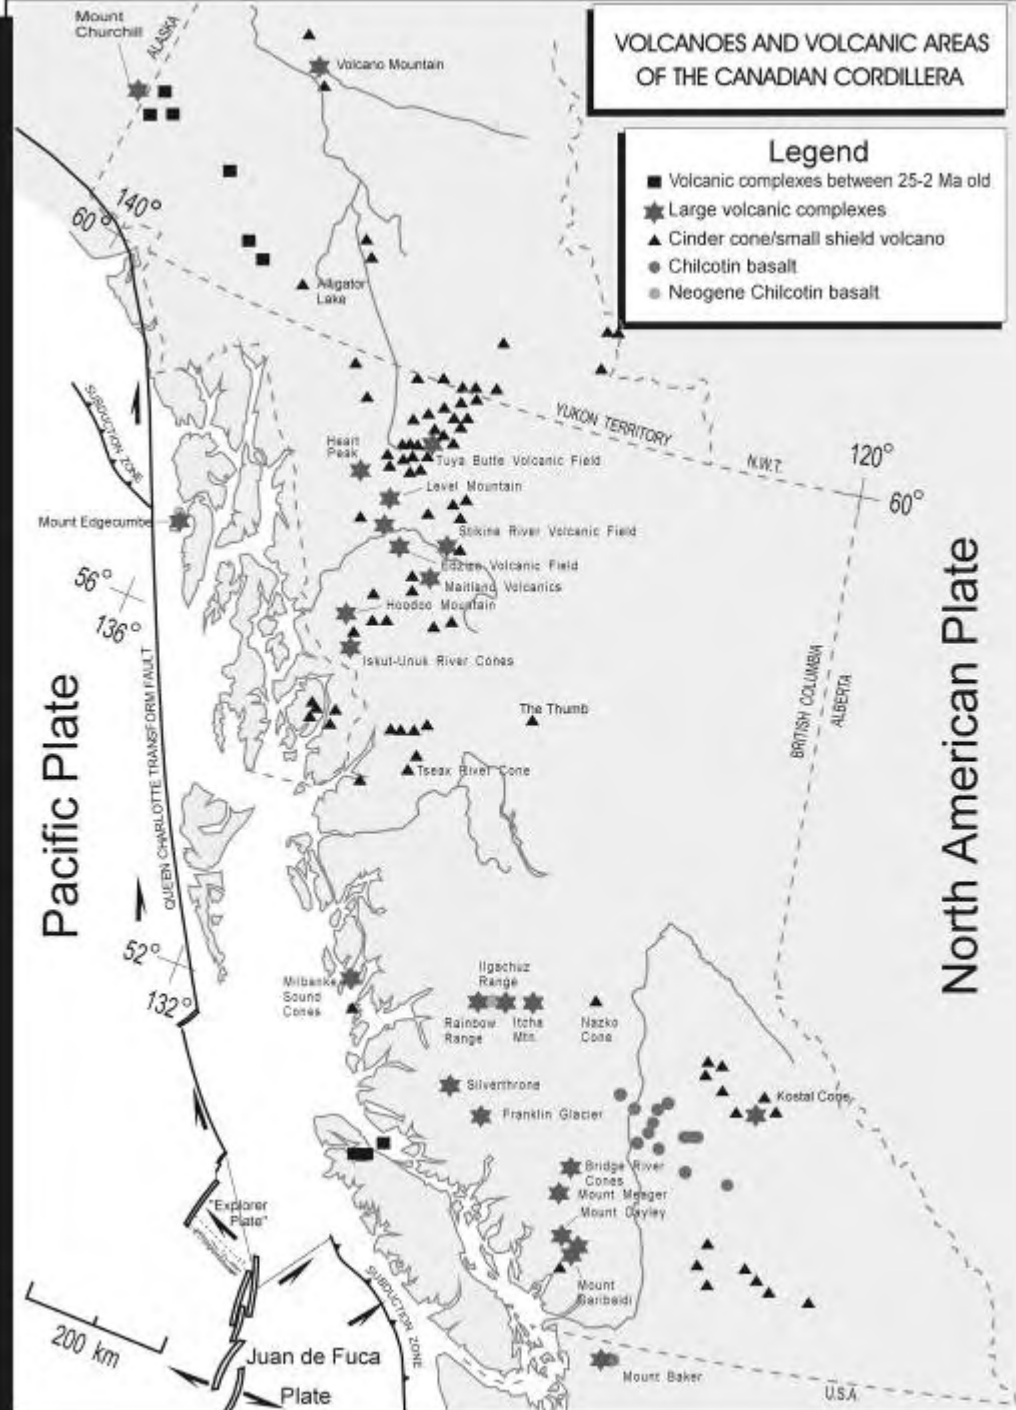 Mount
Churchill
ALASKA
Volcano Mountain
VOLCANOES AND VOLCANIC AREAS
OF THE CANADIAN CORDILLERA
Legend
Volcanic complexes between 25-2 Ma old
Large volcanic complexes
Cinder cone/small shield volcano
Chilcotin basalt
Neogene Chilcotin basalt
140°
60°
Alligator
Lake
SUBDUCTION ZONE
YUKON TERRITORY
N.W.T.
120°
60°
Heart
Peak
Tuya Butte Volcanic Field
Level Mountain
Mount Edgecumbe
Stikine River Volcanic Field
Edziza Volcanic Field
Maitland Volcanics
56°
136°
Hoodoo Mountain
Iskut-Unuk River Cones
Pacific Plate
QUEEN CHARLOTTE TRANSFORM FAULT
BRITISH COLUMBIA
ALBERTA
North American Plate
The Thumb
Tseax River Cone
52°
132°
Milbanke
Sound
Cones
Ilgachuz
Range
Rainbow
Range
Itcha
Mtn.
Nazko
Cone
Silverthrone
Franklin Glacier
Kostal Cone
Bridge River
Cones
Mount Meager
Mount Cayley
"Explorer
Plate"
Mount
Garibaldi
SUBDUCTION ZONE
200 km
Juan de Fuca
Plate
Mount Baker
U.S.A.